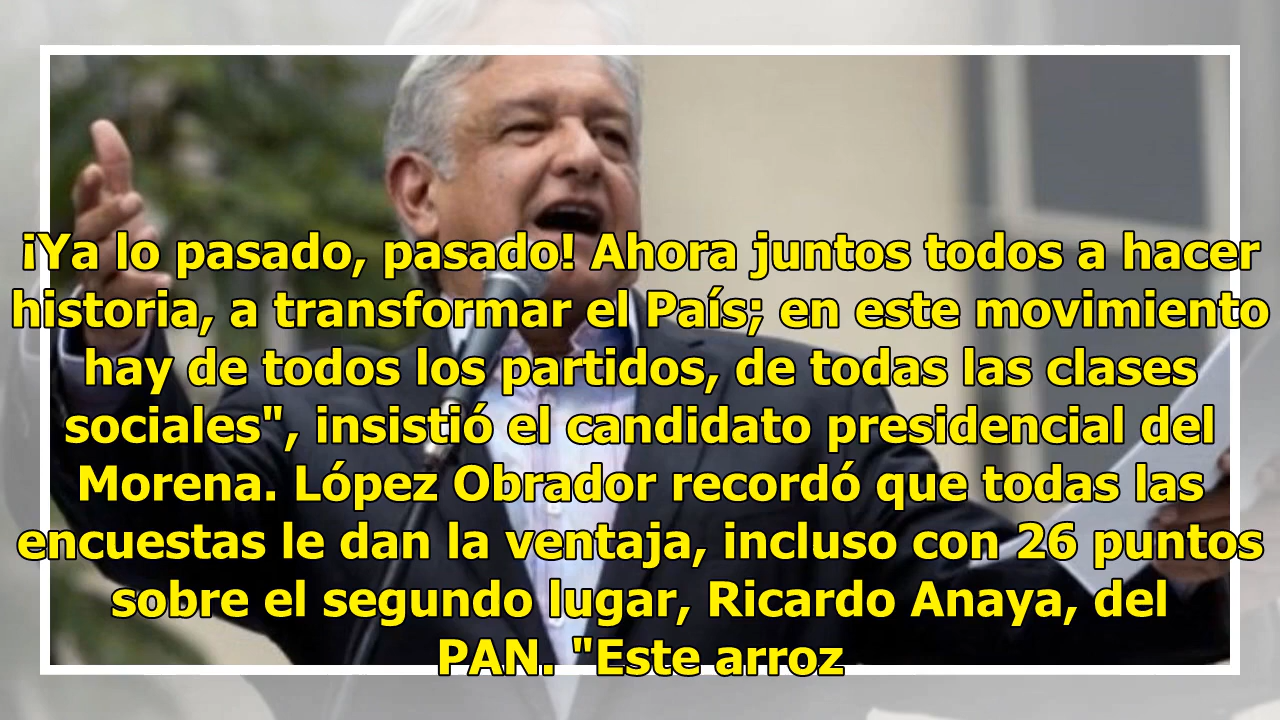 ¡Ya lo pasado, pasado! Ahora juntos todos a hacer
historia, a transformar el País; en este movimiento
hay de todos los partidos, de todas las clases
sociales", insistió el candidato presidencial del
Morena. López Obrador recordó que todas las
encuestas le dan la ventaja, incluso con 26 puntos
sobre el segundo lugar, Ricardo Anaya, del
PAN. "Este arroz